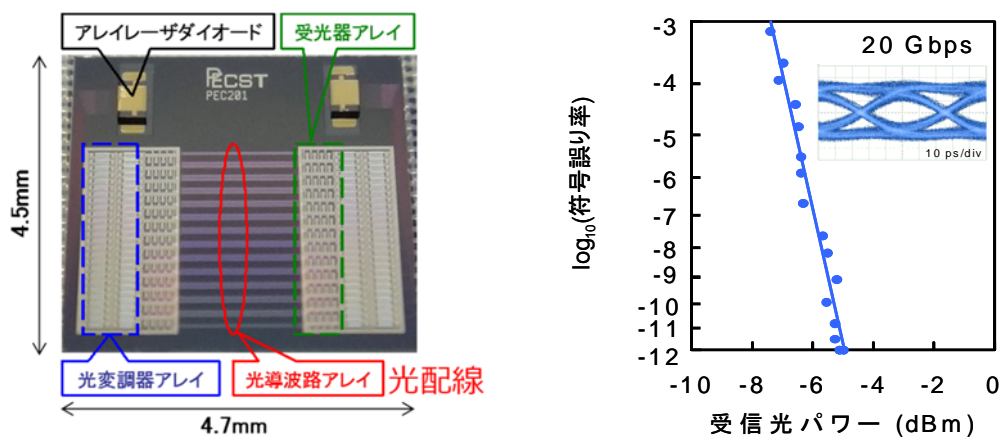 アレイレーザダイオード
受光器アレイ
PECST
PEC201
4.5mm
光変調器アレイ
光導波路アレイ
光配線
4.7mm
20 Gbps
10 ps/div
log10(符号誤り率)
-3
-4
-5
-6
-7
-8
-9
-10
-11
-12
-10
-8
-6
-4
-2
0
受信光パワー (dBm)